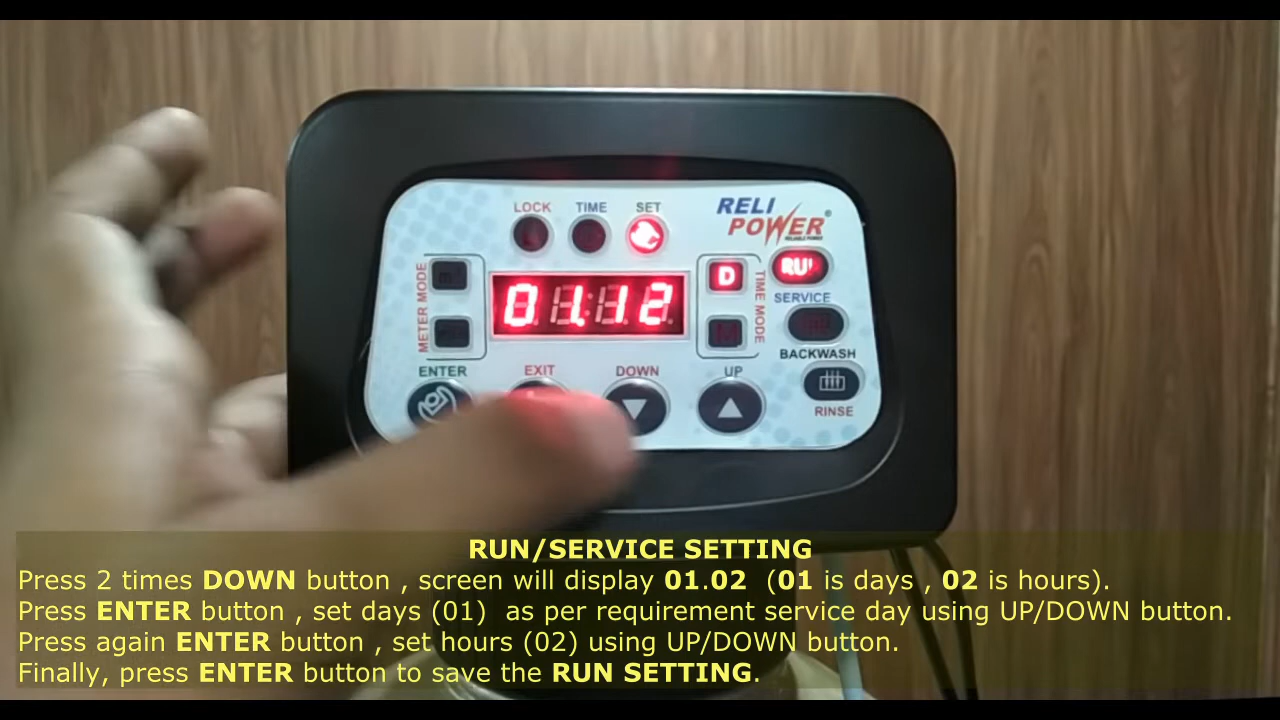 LOCK TIME SET
RELI
POWER
METER MODE
01.12
D
TIME MODE
RU
SERVICE
BACKWASH
RINSE
ENTER EXIT DOWN UP
RUN/SERVICE SETTING
Press 2 times DOWN button , screen will display 01.02 (01 is days , 02 is hours).
Press ENTER button , set days (01) as per requirement service day using UP/DOWN button.
Press again ENTER button , set hours (02) using UP/DOWN button.
Finally, press ENTER button to save the RUN SETTING.